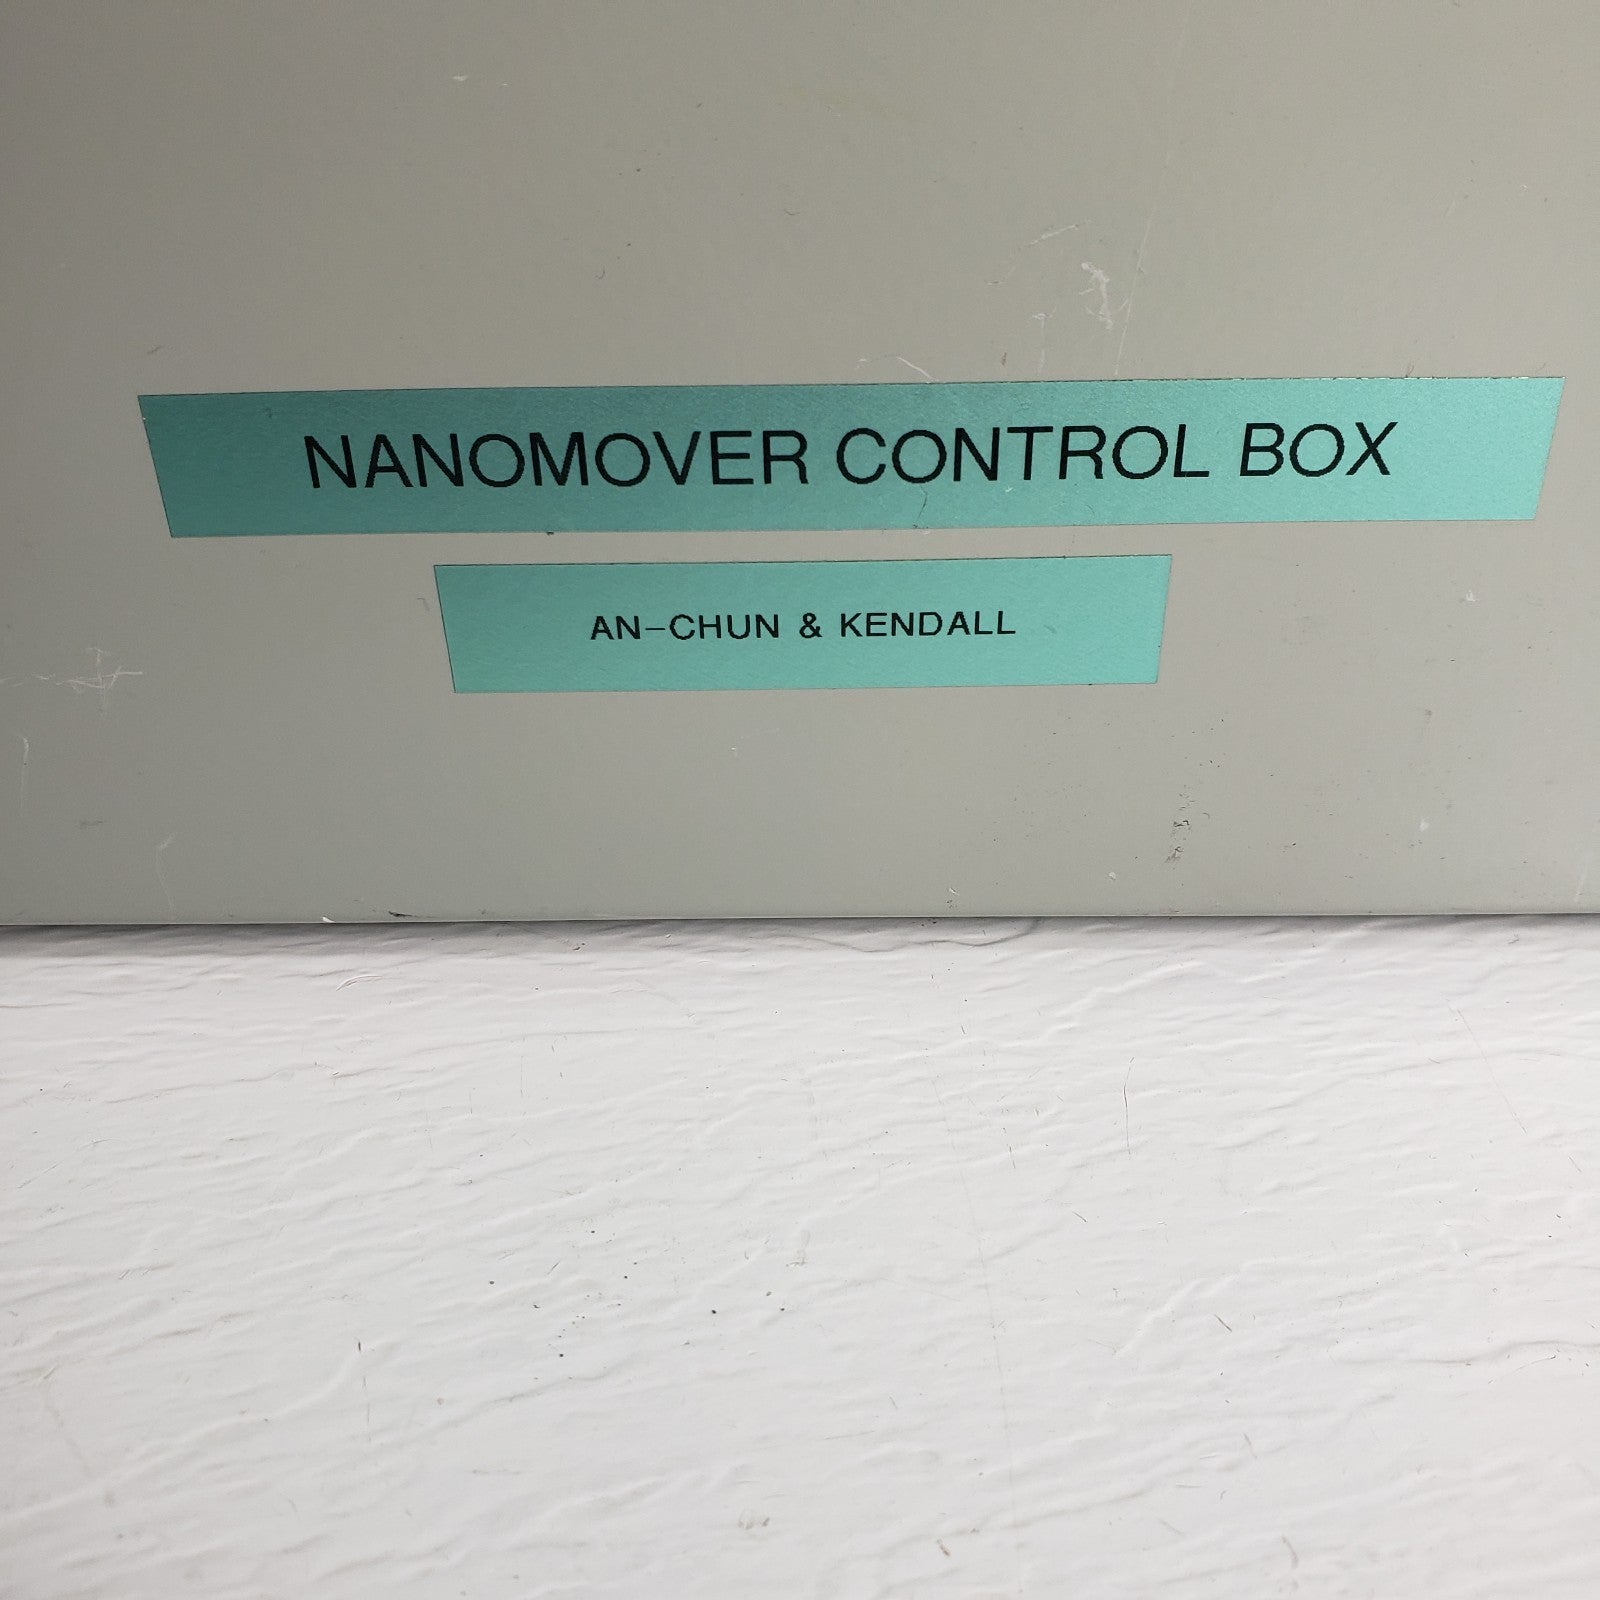 NANOMOVER CONTROL BOX
AN-CHUN & KENDALL